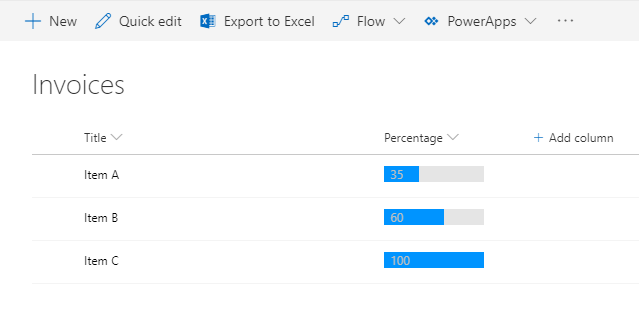 New Quick edit Export to Excel Flow PowerApps ...
Invoices
Title Percentage + Add column
Item A 35
Item B 60
Item C 100